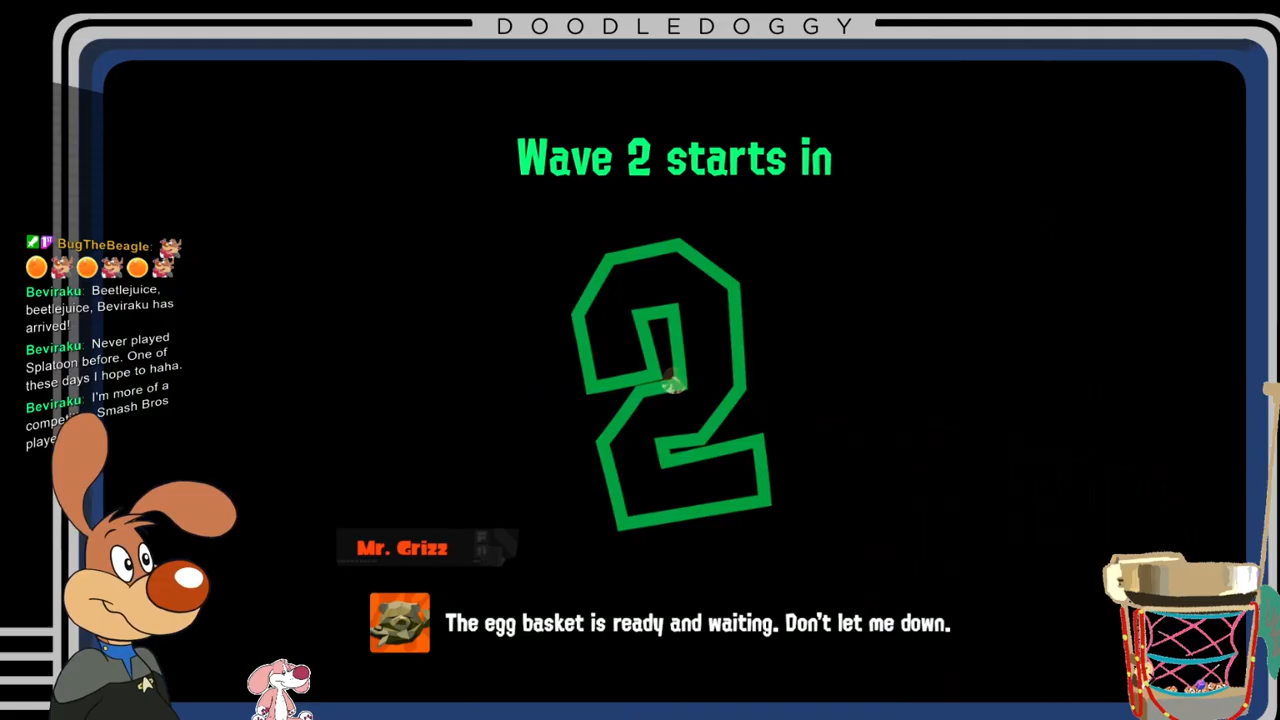 DOODLEDOGGY
Wave 2 starts in
2
BugTheBeagle:
Beviraku: Beetlejuice,
beetlejuice, Beviraku has
arrived!
Beviraku: Never played
Splatoon before. One of
these days I hope to haha.
Beviraku: I'm more of a
Smash Bros
Mr. Grizz
The egg basket is ready and waiting. Don't let me down.